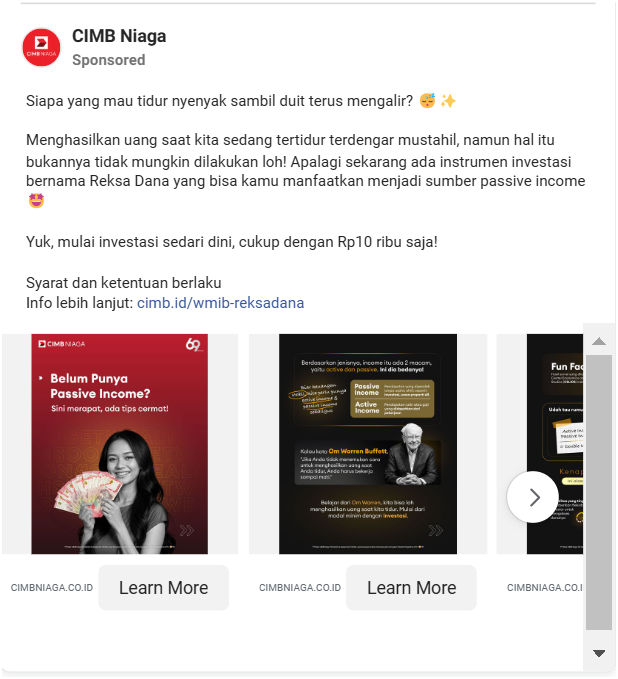 CIMB Niaga
CIMB NIAGA
Sponsored
Siapa yang mau tidur nyenyak sambil duit terus mengalir? 😴 ✨
Menghasilkan uang saat kita sedang tertidur terdengar mustahil, namun hal itu
bukannya tidak mungkin dilakukan loh! Apalagi sekarang ada instrumen investasi
bernama Reksa Dana yang bisa kamu manfaatkan menjadi sumber passive income
🤩
Yuk, mulai investasi sedari dini, cukup dengan Rp10 ribu saja!
Syarat dan ketentuan berlaku
Info lebih lanjut: cimb.id/wmib-reksadana
CIMB NIAGA
69
Belum Punya
Passive Income?
Sini merapat, ada tips cermat!
CIMBNIAGA.CO.ID
Learn More
Berdasarkan jenisnya, income itu ada 2 macam,
yaitu active dan passive. Ini dia bedanya!
Passive
Income
Active
Income
Kalau kata Om Warren Buffett,
"Jika Anda tidak menemukan cara
untuk menghasilkan uang saat
Anda tidur, Anda harus bekerja
sampai mati."
Belajar dari Om Warren, kita bisa loh
menghasilkan uang saat kita tidur. Mulai dari
modal minim dengan investasi.
CIMBNIAGA.CO.ID
Learn More
Fun Fac
Udah tau
CIMBNIAGA.CO.I